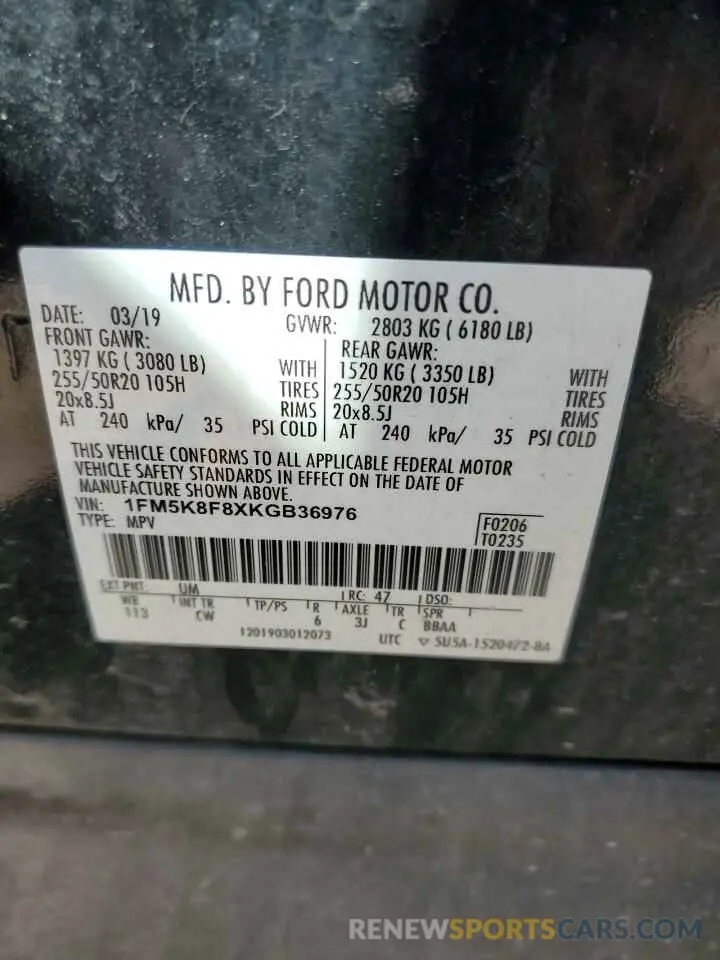 MFD. BY FORD MOTOR CO.
DATE: 03/19 GVWR: 2803 KG ( 6180 LB)
FRONT GAWR: REAR GAWR:
1397 KG ( 3080 LB) WITH 1520 KG ( 3350 LB) WITH
255/50R20 105H TIRES 255/50R20 105H TIRES
20x8.5J RIMS 20x8.5J RIMS
AT 240 kPa/ 35 PSI COLD AT 240 kPa/ 35 PSI COLD
THIS VEHICLE CONFORMS TO ALL APPLICABLE FEDERAL MOTOR
VEHICLE SAFETY STANDARDS IN EFFECT ON THE DATE OF
MANUFACTURE SHOWN ABOVE.
VIN: 1FM5K8F8XKGB36976
TYPE: MPV
F0206
T0235
EXT PNT: UM RC: 47 DSO:
WB INT TR TP/PS R AXLE TR SPR
113 CW 6 3J C BBAA
1201903012073 UTC ▽ 5U5A-1520472-BA
RENEWSPORTSCARS.COM